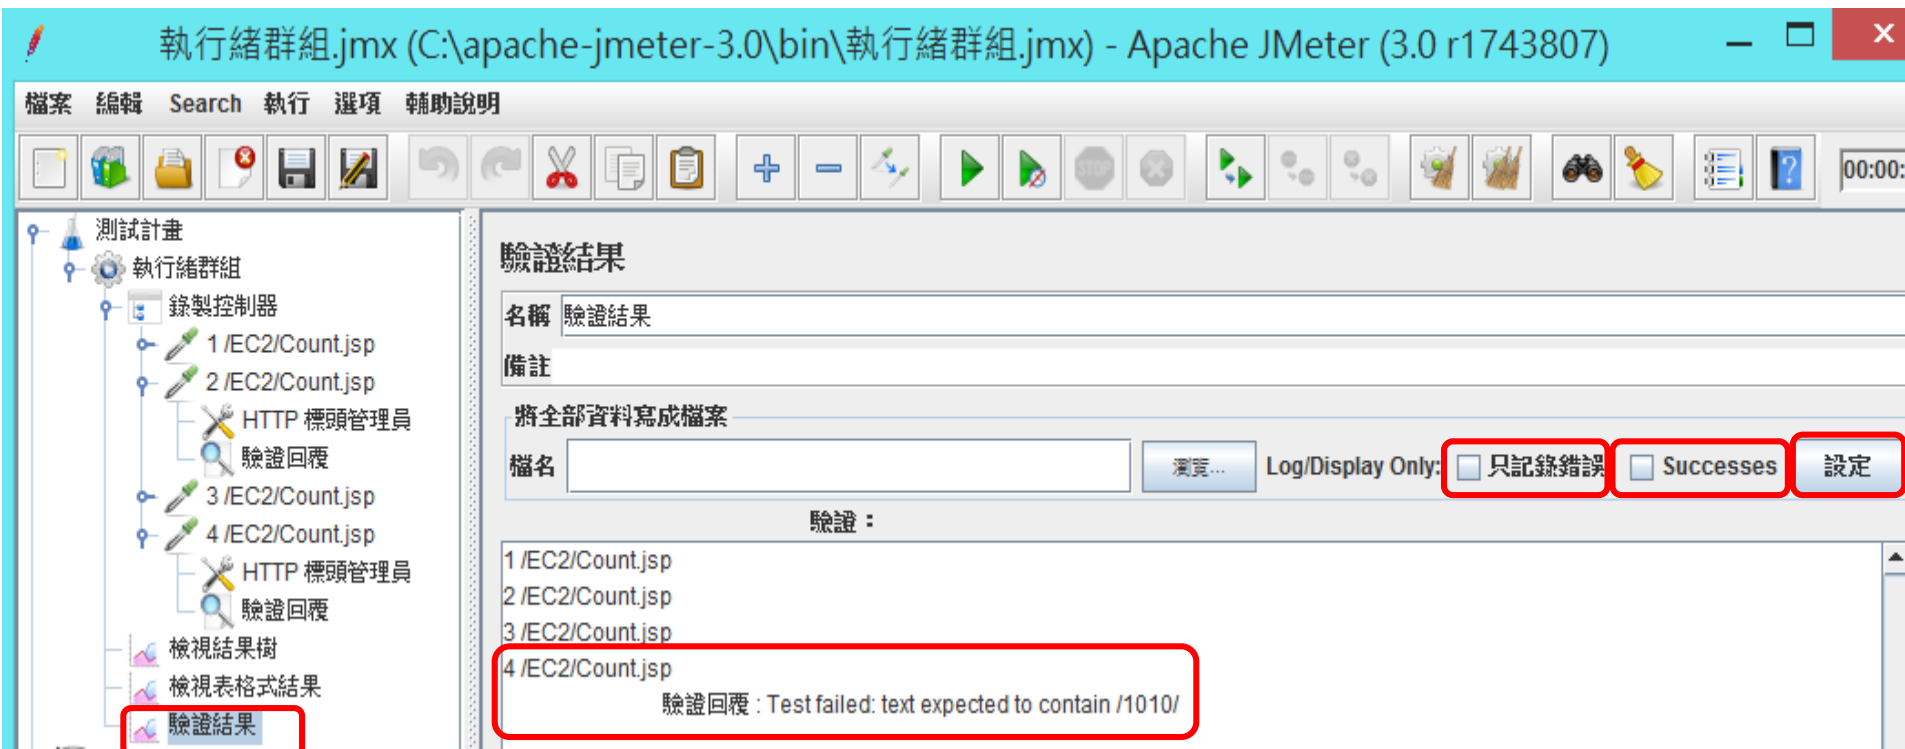 執行緒群組.jmx (C:\apache-jmeter-3.0\bin\執行緒群組.jmx) - Apache JMeter (3.0 r1743807)
檔案 編輯 Search 執行 選項 輔助說明
STOP
00:00:
測試計畫
執行緒群組
錄製控制器
1 /EC2/Count.jsp
2 /EC2/Count.jsp
HTTP 標頭管理員
驗證回覆
3 /EC2/Count.jsp
4 /EC2/Count.jsp
HTTP 標頭管理員
驗證回覆
檢視結果樹
檢視表格式結果
驗證結果
驗證結果
名稱 驗證結果
備註
將全部資料寫成檔案
檔名 瀏覽... Log/Display Only: 只記錄錯誤 Successes 設定
驗證：
1 /EC2/Count.jsp
2 /EC2/Count.jsp
3 /EC2/Count.jsp
4 /EC2/Count.jsp
驗證回覆 : Test failed: text expected to contain /1010/